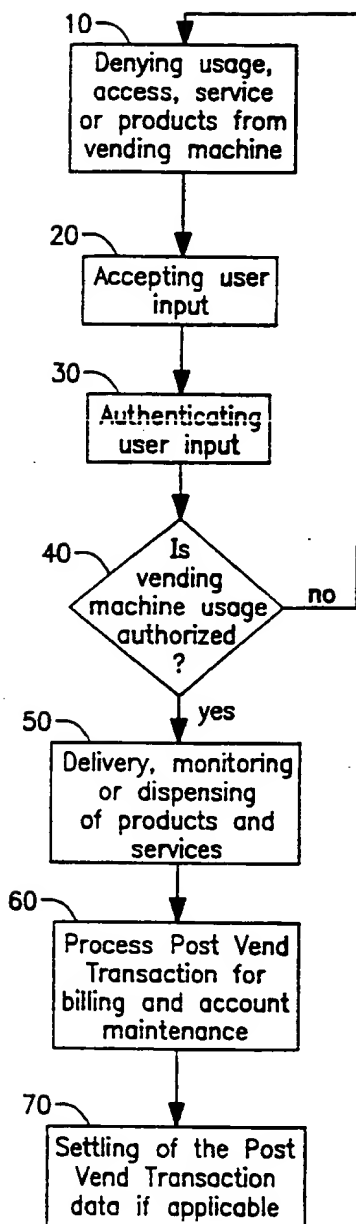 10
Denying usage,
access, service
or products from
vending machine
20
Accepting user
input
30
Authenticating
user input
40
Is
vending
machine usage
authorized
?
no
yes
50
Delivery, monitoring
or dispensing
of products and
services
60
Process Post Vend
Transaction for
billing and account
maintenance
70
Settling of the Post
Vend Transaction
data if applicable